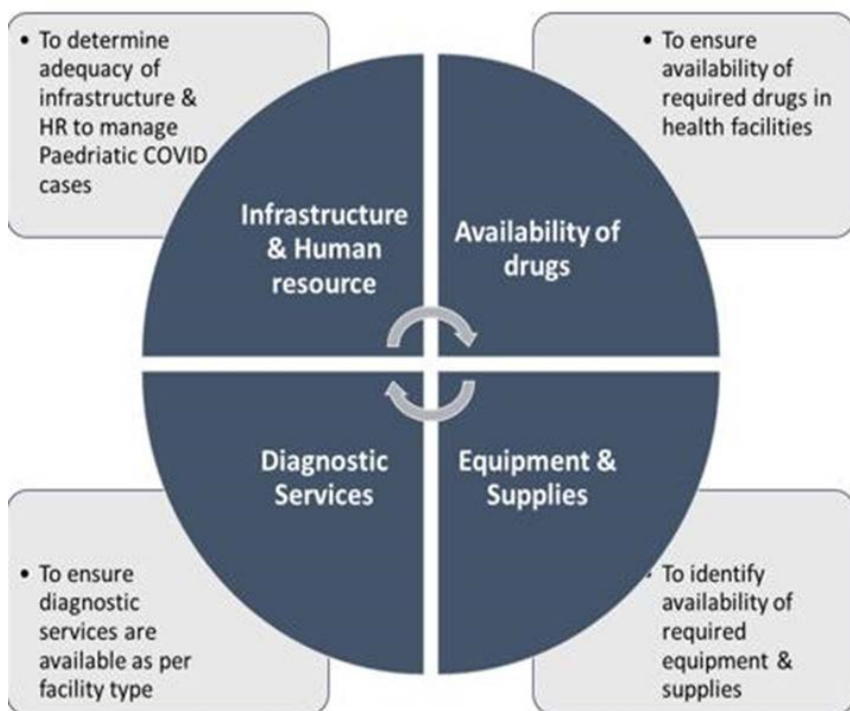 • To determine
adequacy of
infrastructure &
HR to manage
Paedriatic COVID
cases
Infrastructure
& Human
resource
• To ensure
availability of
required drugs in
health facilities
Availability of
drugs
Diagnostic
Services
• To ensure
diagnostic
services are
available as per
facility type
Equipment &
Supplies
• To identify
availability of
required
equipment &
supplies